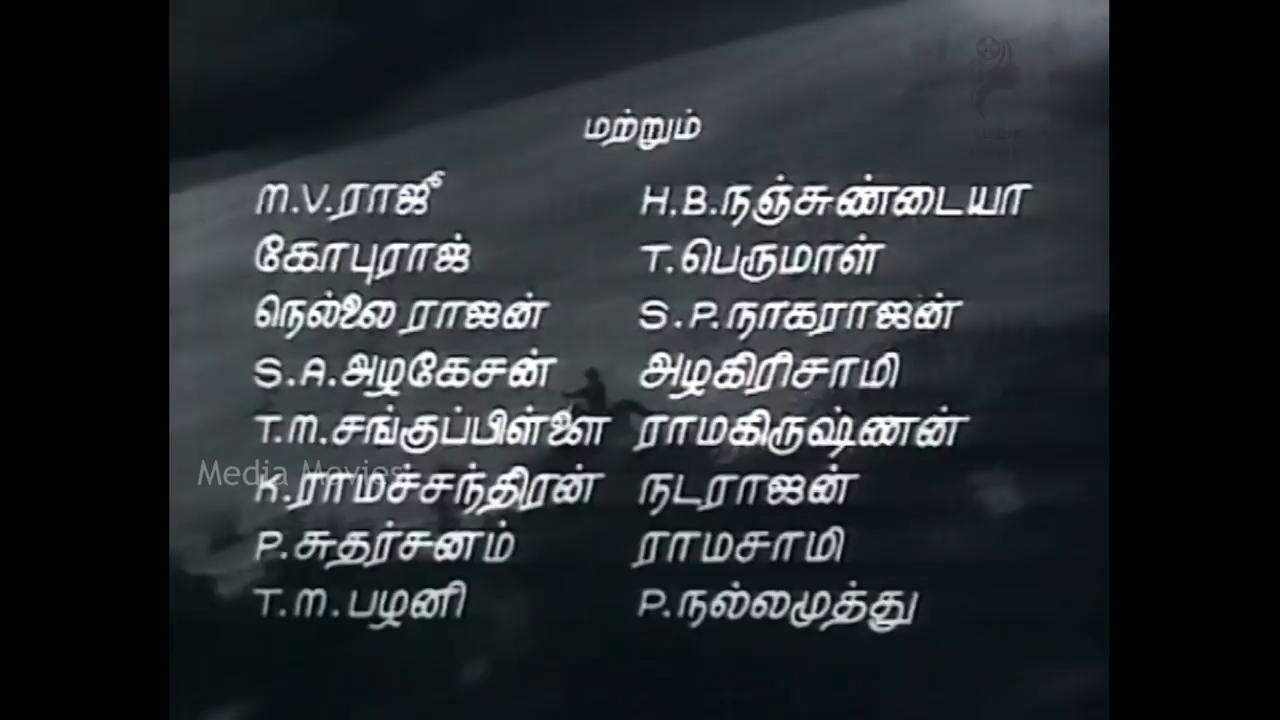 மற்றும்
M.V.ராஜீ
H.B.நஞ்சுண்டையா
கோபுராஜ்
T.பெருமாள்
நெல்லை ராஜன்
S.P.நாகராஜன்
S.A.அழகேசன்
அழகிரிசாமி
T.M.சங்குப்பிள்ளை
ராமகிருஷ்ணன்
Media Movies
K.ராமச்சந்திரன்
நடராஜன்
P.சுதர்சனம்
ராமசாமி
T.M.பழனி
P.நல்லமுத்து